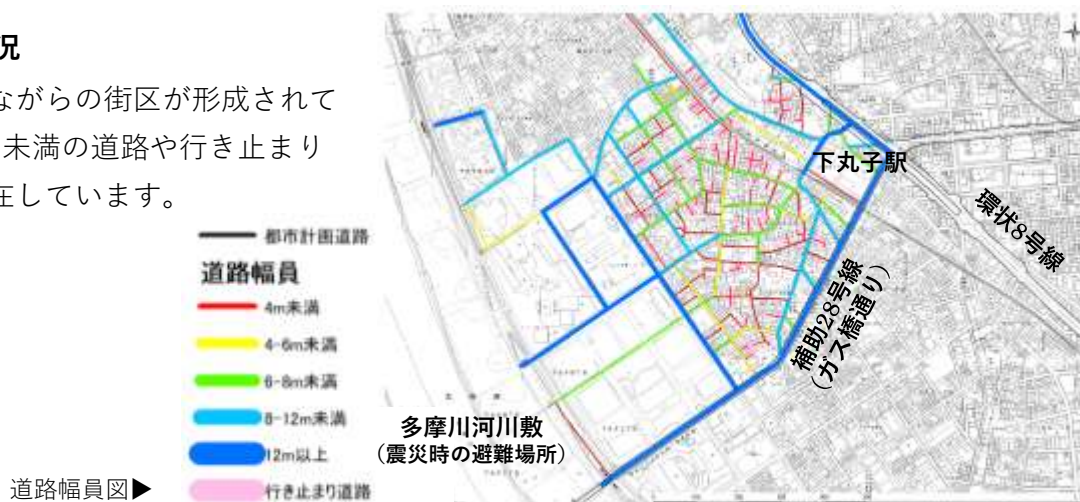 況
ながらの街区が形成されて
未満の道路や行き止まり
在しています。
都市計画道路
道路幅員
4m未満
4-6m未満
6-8m未満
8-12m未満
12m以上
行き止まり道路
道路幅員図▶
下丸子駅
環状8号線
補助28号線
（ガス橋通り）
多摩川河川敷
（震災時の避難場所）